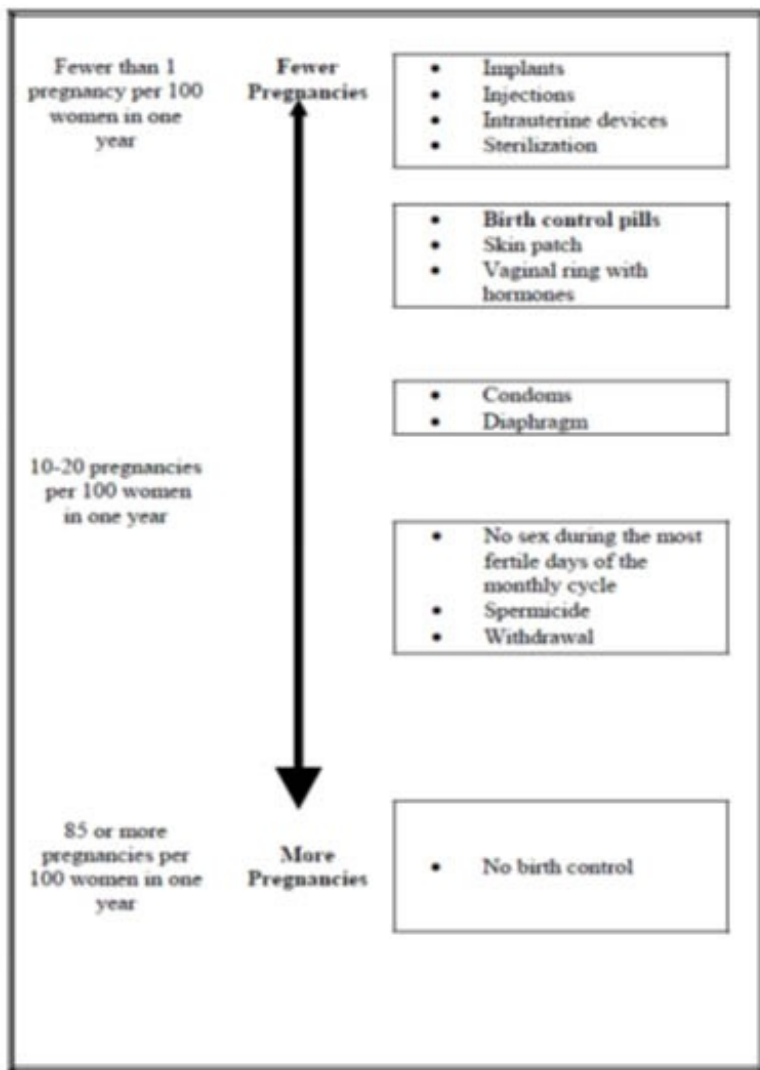 Fewer than 1
pregnancy per 100
women in one
year
Fewer
Pregnancies
• Implants
• Injections
• Intrauterine devices
• Sterilization
• Birth control pills
• Skin patch
• Vaginal ring with
hormones
• Condoms
• Diaphragm
10-20 pregnancies
per 100 women
in one year
• No sex during the most
fertile days of the
monthly cycle
• Spermicide
• Withdrawal
85 or more
pregnancies per
100 women in one
year
More
Pregnancies
• No birth control